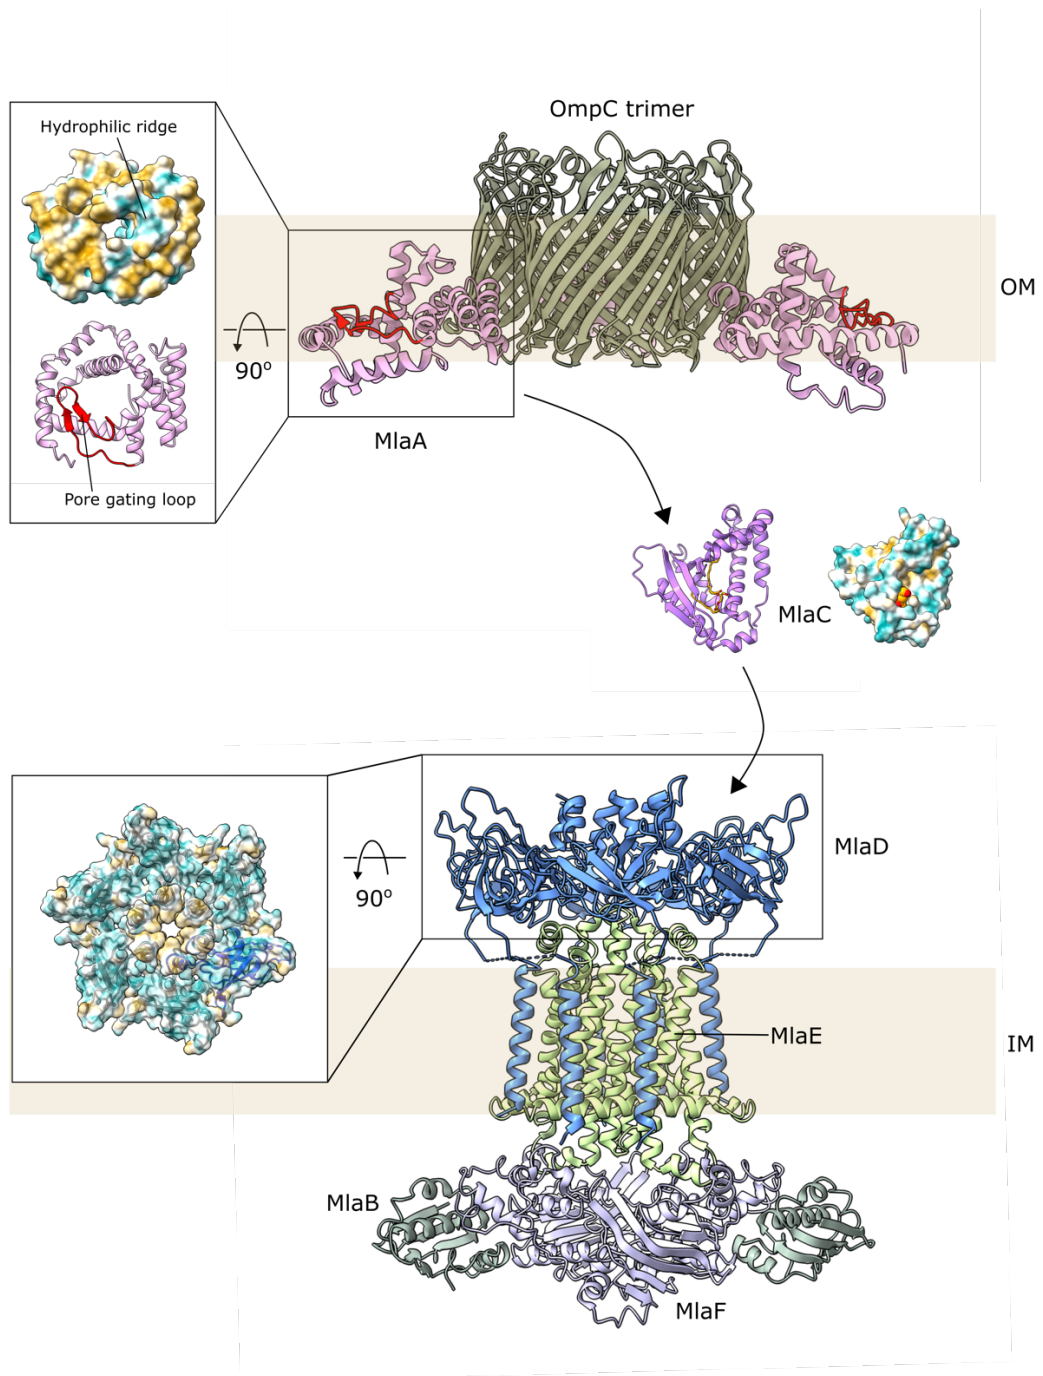 OmpC trimer
Hydrophilic ridge
OM
90°
MlaA
Pore gating loop
MlaC
MlaD
90°
MlaE
IM
MlaB
MlaF